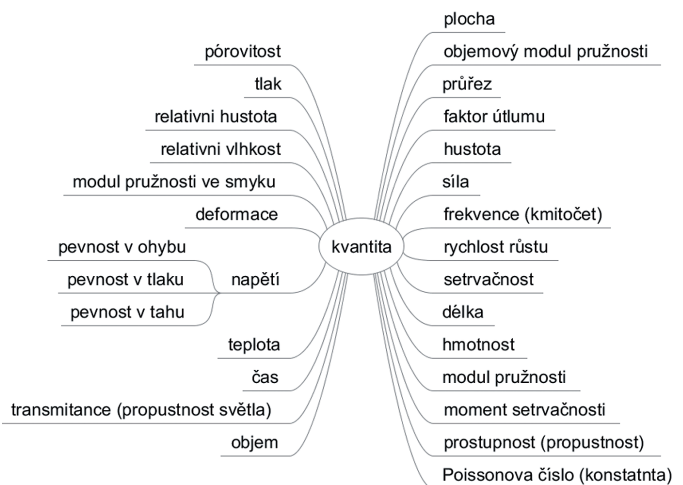 plocha
objemový modul pružnosti
průřez
faktor útlumu
hustota
síla
frekvence (kmitočet)
rychlost růstu
setrvačnost
délka
hmotnost
modul pružnosti
moment setrvačnosti
prostupnost (propustnost)
Poissonova číslo (konstatnta)
kvantita
pórovitost
tlak
relativni hustota
relativni vlhkost
modul pružnosti ve smyku
deformace
napětí
pevnost v ohybu
pevnost v tlaku
pevnost v tahu
teplota
čas
transmitance (propustnost světla)
objem